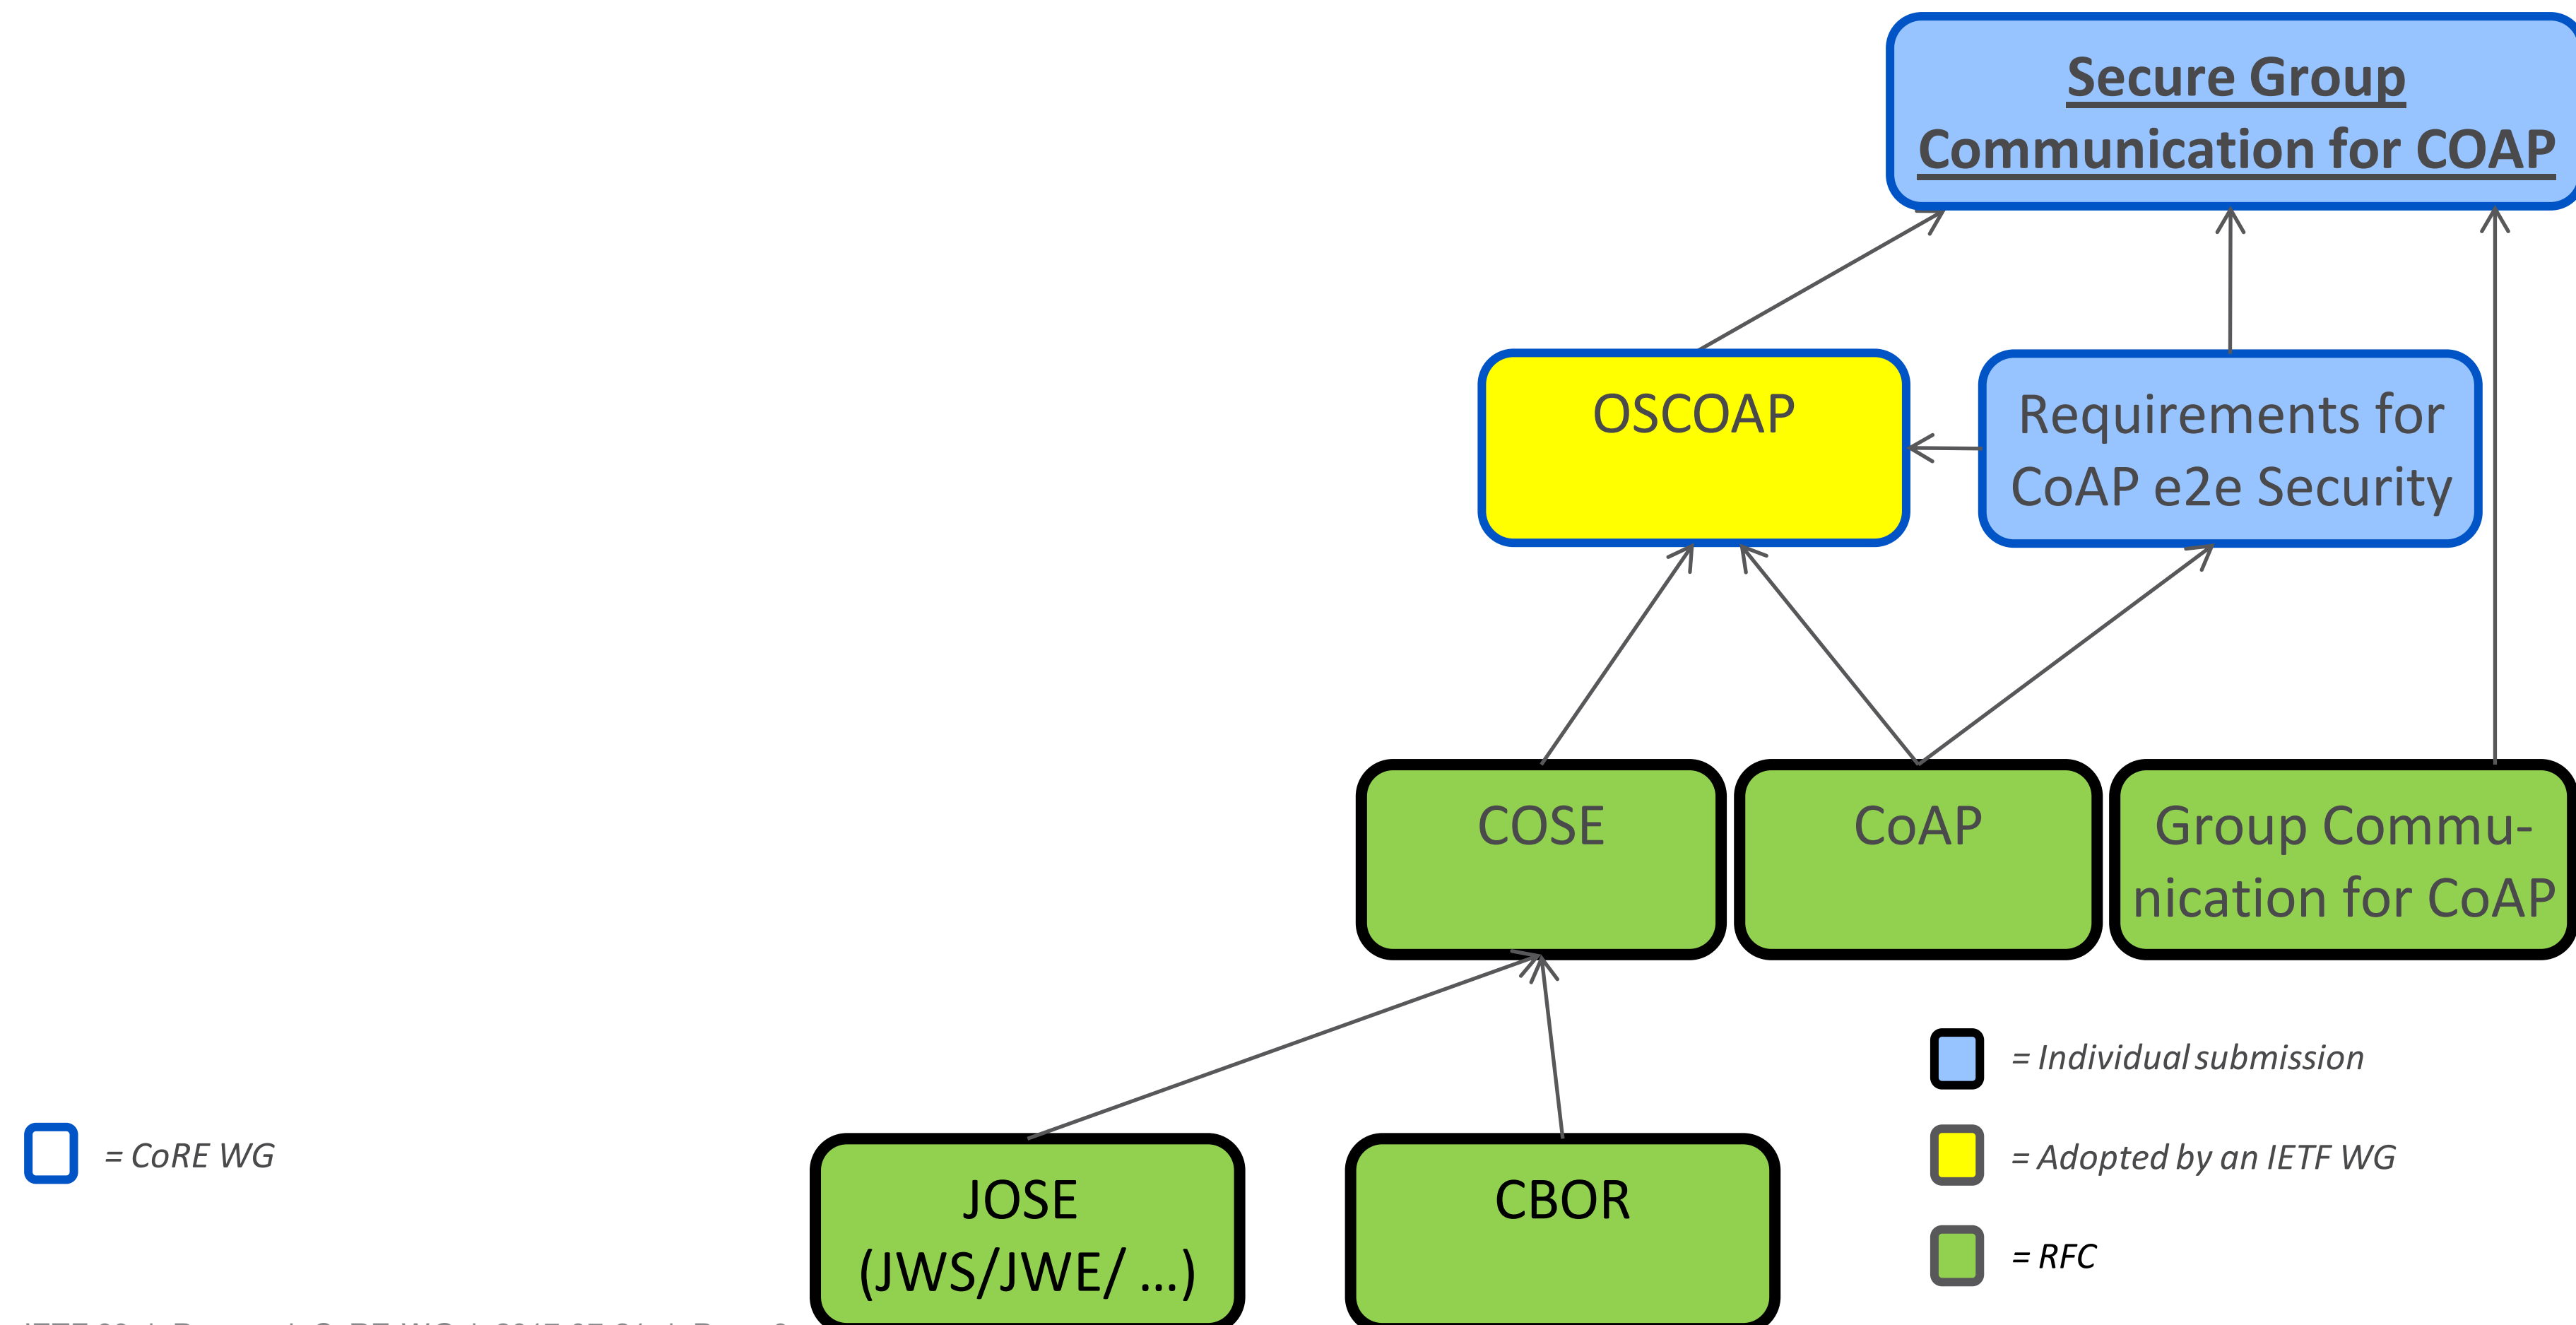 Secure Group
Communication for COAP
OSCOAP
Requirements for
CoAP e2e Security
COSE
CoAP
Group Commu-
nication for CoAP
= Individual submission
= CoRE WG
= Adopted by an IETF WG
JOSE
(JWS/JWE/ ...)
CBOR
= RFC